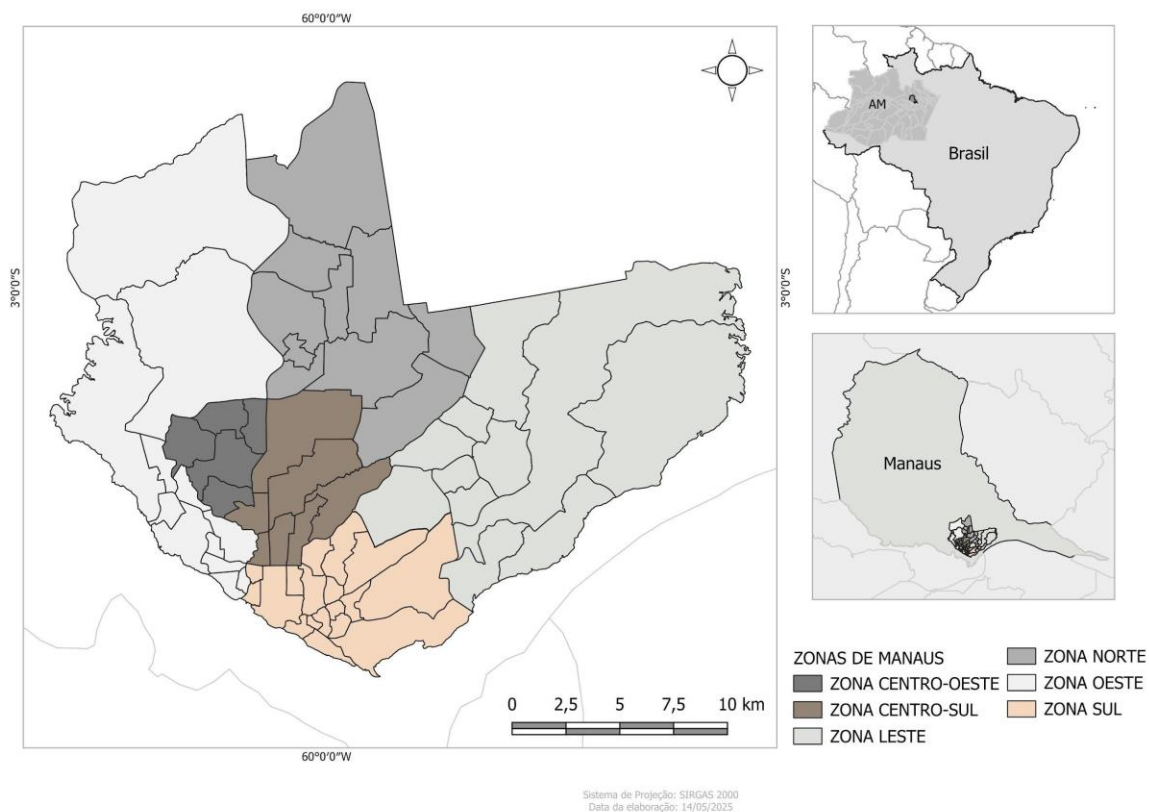 60°0'0"W
3°0'0"S
3°0'0"S
60°0'0"W
0 2,5 5 7,5 10 km
AM
Brasil
Manaus
ZONAS DE MANAUS
ZONA CENTRO-OESTE
ZONA CENTRO-SUL
ZONA LESTE
ZONA NORTE
ZONA OESTE
ZONA SUL
Sistema de Projeção: SIRGAS 2000
Data da elaboração: 14/05/2025